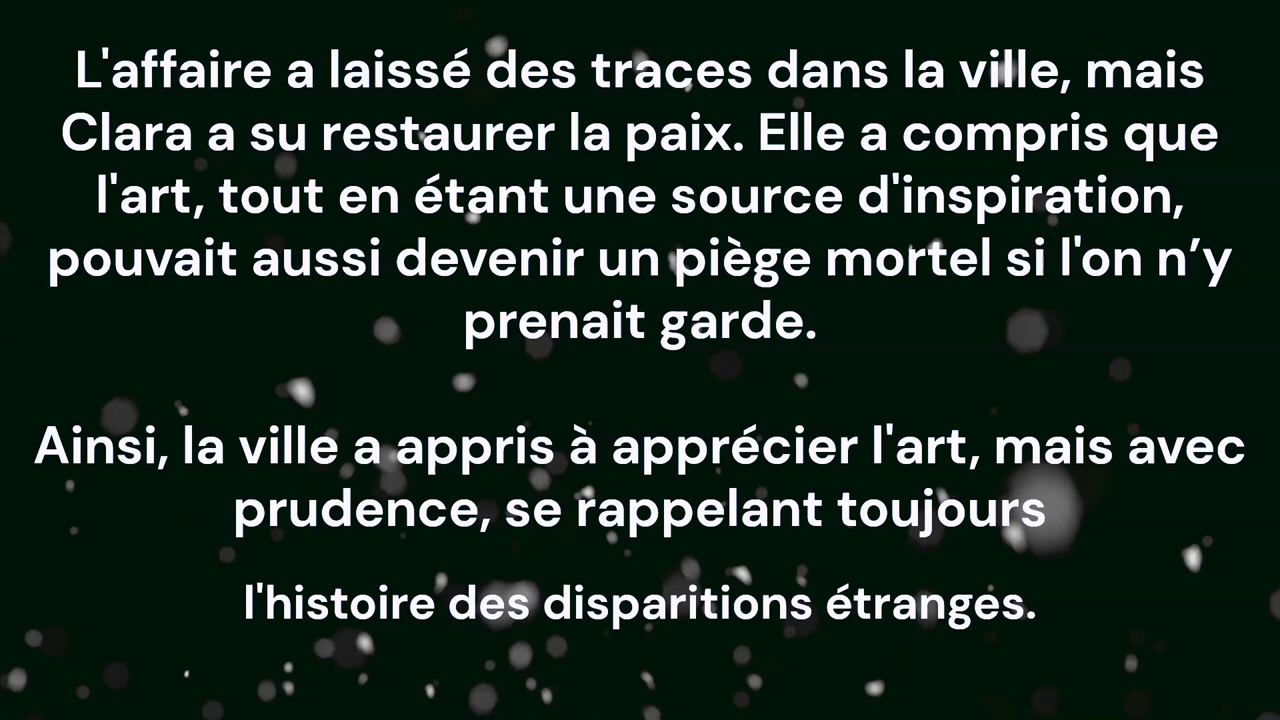 L'affaire a laissé des traces dans la ville, mais
Clara a su restaurer la paix. Elle a compris que
l'art, tout en étant une source d'inspiration,
pouvait aussi devenir un piège mortel si l'on n’y
prenait garde.
Ainsi, la ville a appris à apprécier l'art, mais avec
prudence, se rappelant toujours
l'histoire des disparitions étranges.